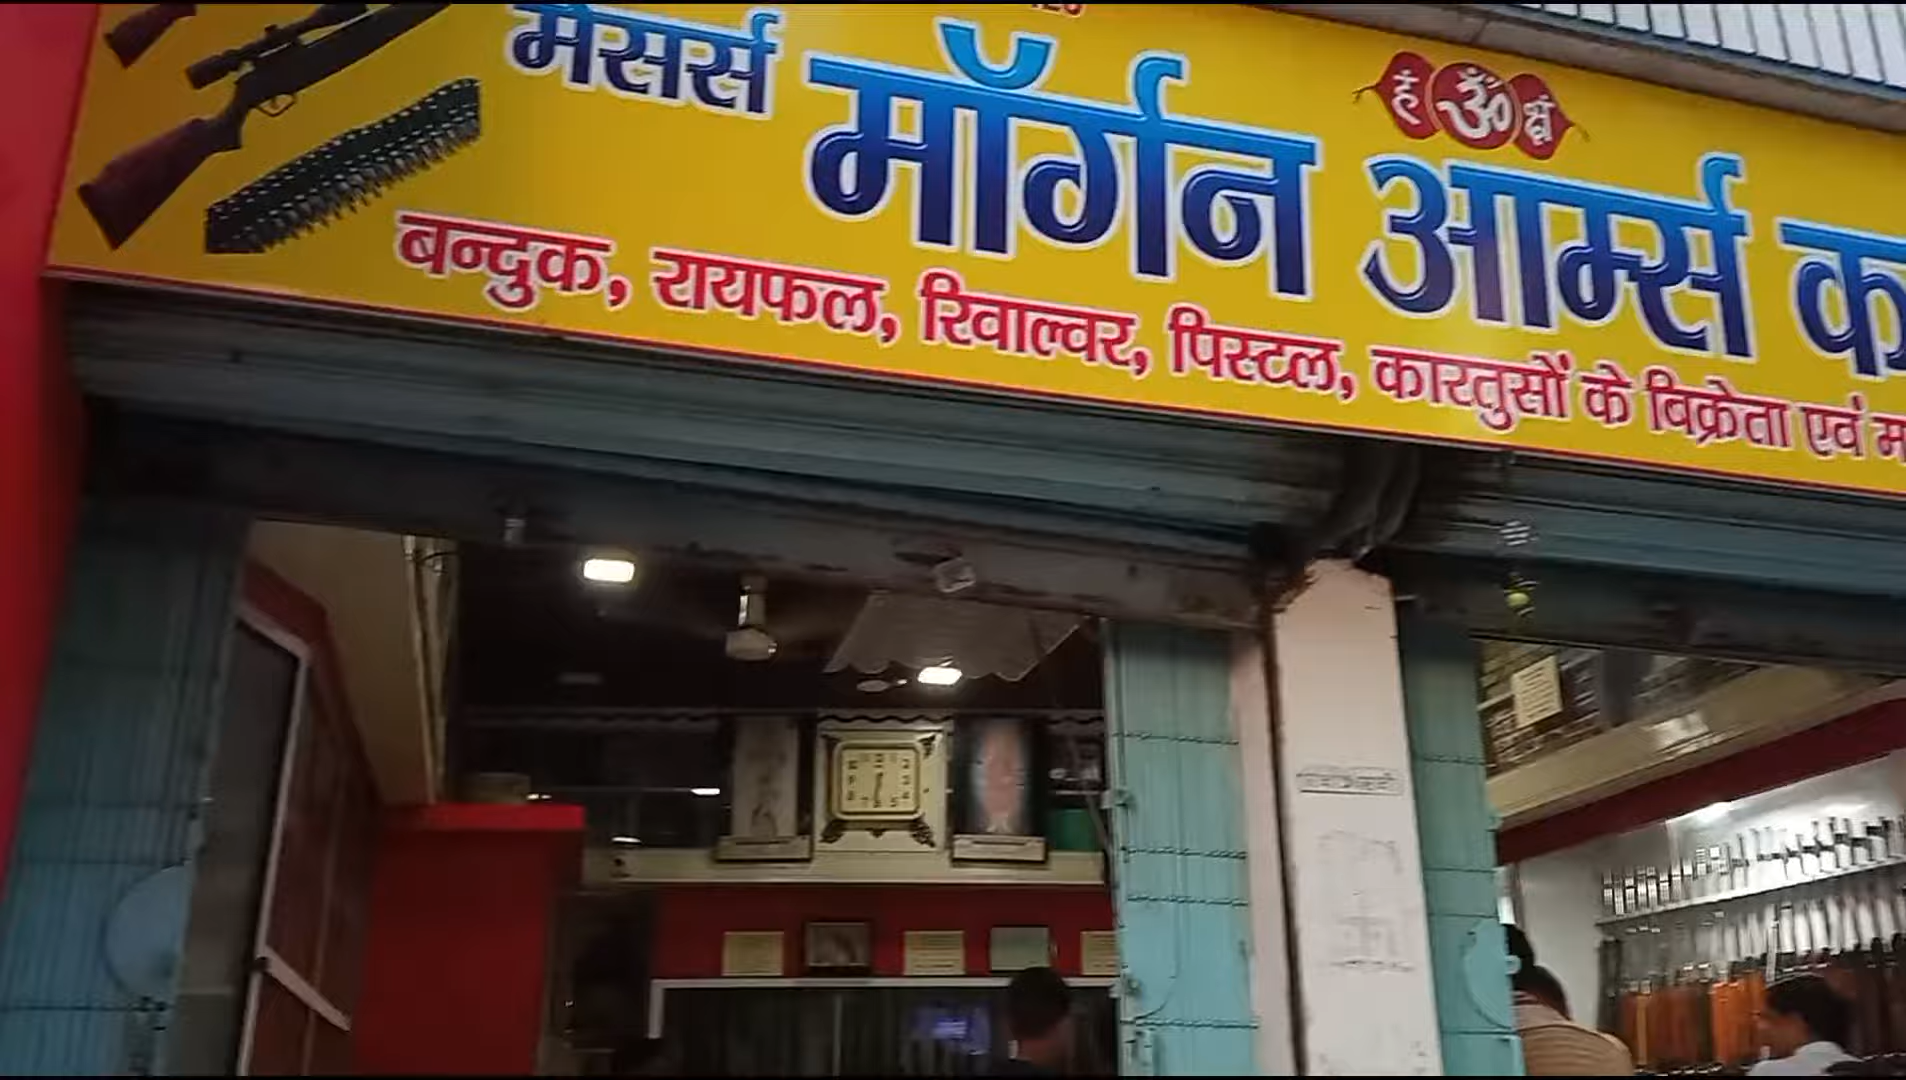 मेसर्स मॉर्गन आर्म्स
हं ॐ क्षं
बन्दुक, रायफल, रिवाल्वर, पिस्टल, कारतुसों के विक्रेता एवं